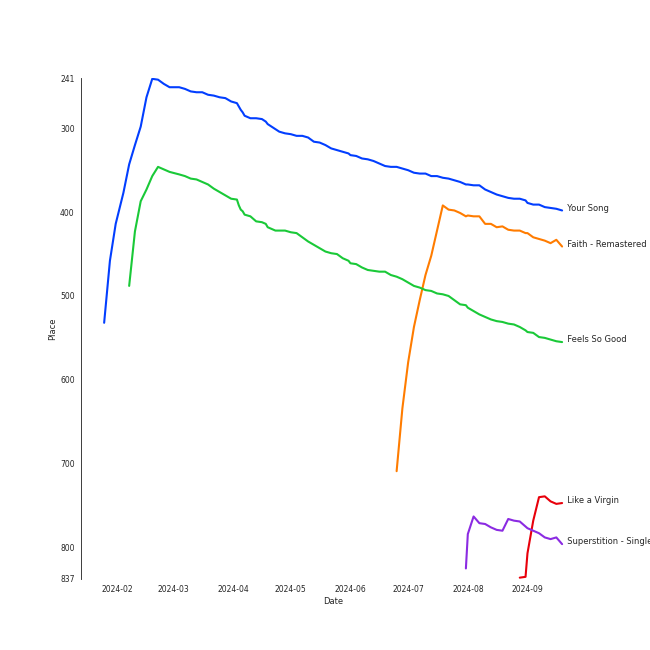 241
300
400
500
600
700
800
837
Place
2024-02
2024-03
2024-04
2024-05
2024-06
2024-07
2024-08
2024-09
Date
Your Song
Faith - Remastered
Feels So Good
Like a Virgin
Superstition - Single